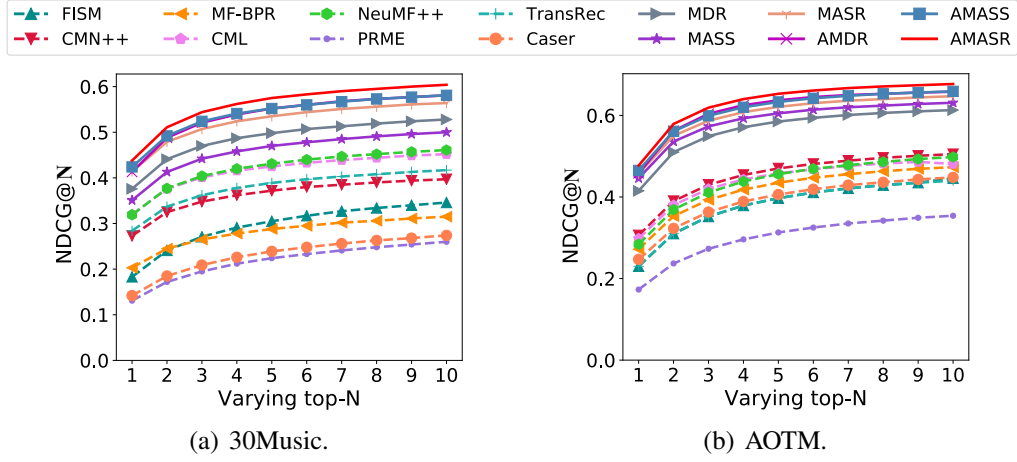 FISM MF-BPR NeuMF++ TransRec MDR MASR AMASS
CMN++ CML PRME Caser MASS AMDR AMASR
0.6
0.5
0.4
0.3
0.2
0.1
0.0
NDCG@N
1 2 3 4 5 6 7 8 9 10
Varying top-N
(a) 30Music.
0.6
0.4
0.2
0.0
NDCG@N
1 2 3 4 5 6 7 8 9 10
Varying top-N
(b) AOTM.